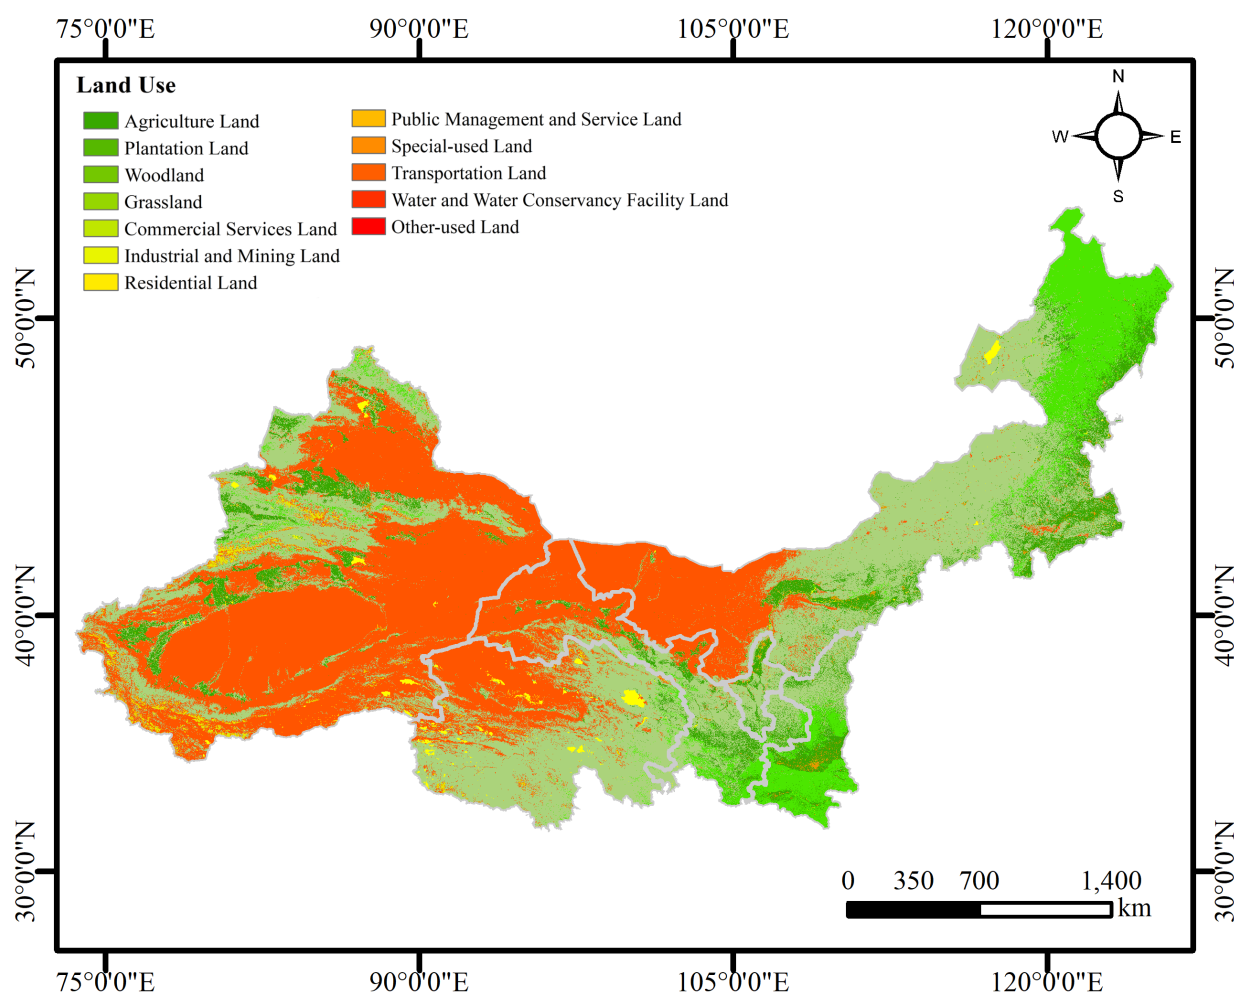 75°0'0"E 90°0'0"E 105°0'0"E 120°0'0"E
Land Use
Agriculture Land
Plantation Land
Woodland
Grassland
Commercial Services Land
Industrial and Mining Land
Residential Land
Public Management and Service Land
Special-used Land
Transportation Land
Water and Water Conservancy Facility Land
Other-used Land
N
W E
S
50°0'0"N 50°0'0"N
40°0'0"N 40°0'0"N
30°0'0"N 30°0'0"N
0 350 700 1,400
km
75°0'0"E 90°0'0"E 105°0'0"E 120°0'0"E